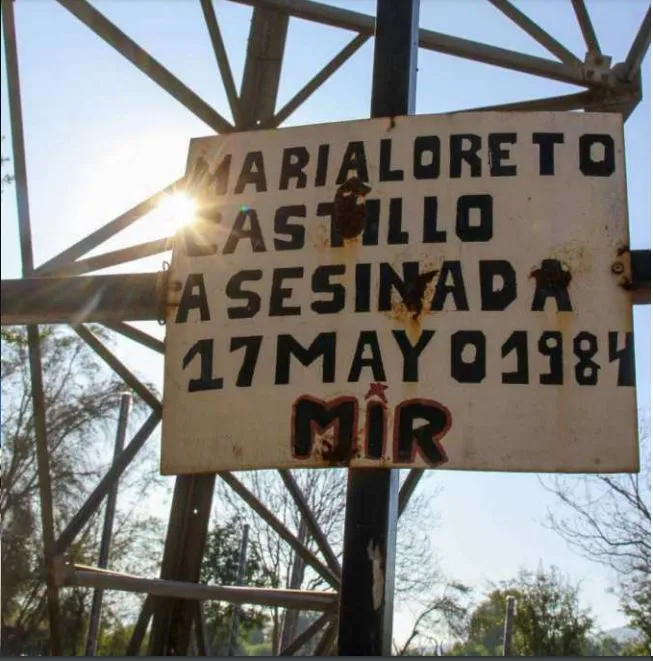 MARIALORETO
CASTILLO
ASESINADA
17MAYO1984
MIR